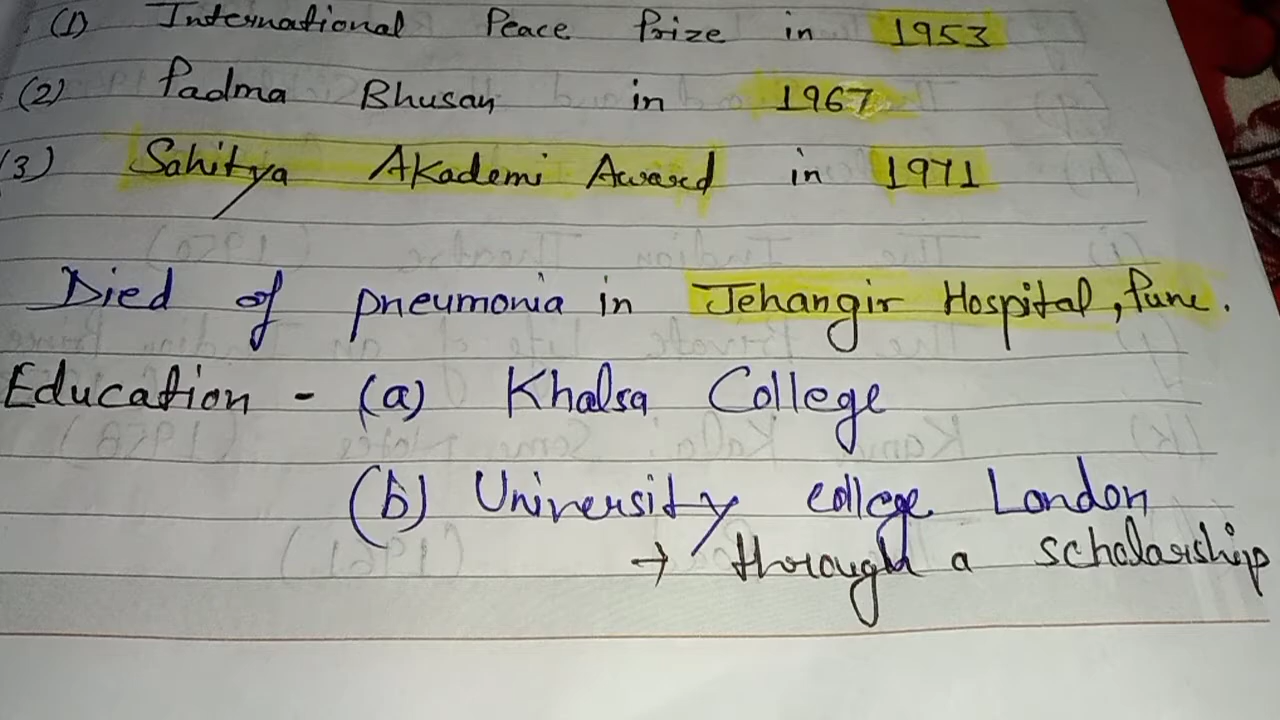 (1) International Peace Prize in 1953
(2) Padma Bhusan in 1967
(3) Sahitya Akademi Award in 1971
Died of pneumonia in Jehangir Hospital, Pune.
Education - (a) Khalsa College
(b) University college London
→ through a scholarship